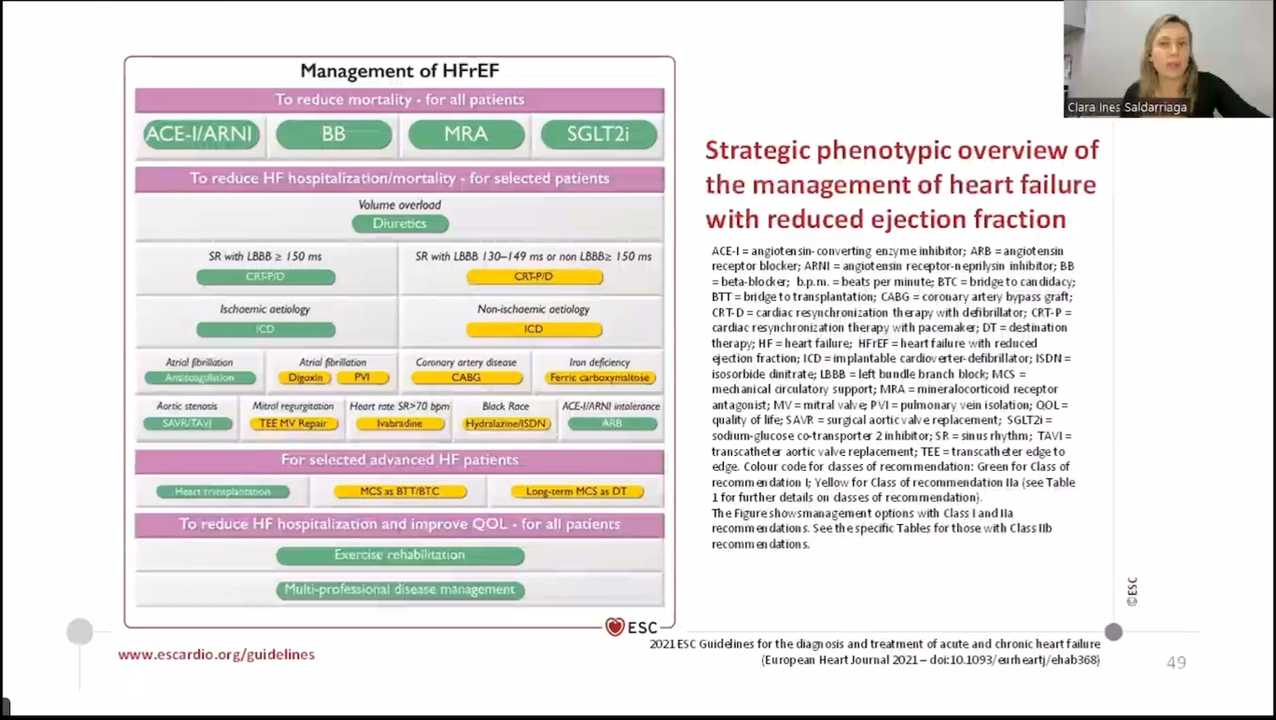 Clara Ines Saldarriaga
Management of HFrEF
To reduce mortality - for all patients
ACE-I/ARNI
BB
MRA
SGLT2i
To reduce HF hospitalization/mortality - for selected patients
Volume overload
Diuretics
SR with LBBB ≥ 150 ms
CRT-P/D
SR with LBBB 130–149 ms or non LBBB≥ 150 ms
CRT-P/D
Ischaemic aetiology
ICD
Non-ischaemic aetiology
ICD
Atrial fibrillation
Anticoagulation
Atrial fibrillation
Digoxin
PVI
Coronary artery disease
CABG
Iron deficiency
Ferric carboxymaltose
Aortic stenosis
SAVR/TAVI
Mitral regurgitation
TEE MV Repair
Heart rate SR>70 bpm
Ivabradine
Black Race
Hydralazine/ISDN
ACE-I/ARNI intolerance
ARB
For selected advanced HF patients
Heart transplantation
MCS as BTT/BTC
Long-term MCS as DT
To reduce HF hospitalization and improve QOL - for all patients
Exercise rehabilitation
Multi-professional disease management
ESC
Strategic phenotypic overview of
the management of heart failure
with reduced ejection fraction
ACE-I = angiotensin-converting enzyme inhibitor; ARB = angiotensin
receptor blocker; ARNI = angiotensin receptor-neprilysin inhibitor; BB
= beta-blocker; b.p.m. = beats per minute; BTC = bridge to candidacy;
BTT = bridge to transplantation; CABG = coronary artery bypass graft;
CRT-D = cardiac resynchronization therapy with defibrillator; CRT-P =
cardiac resynchronization therapy with pacemaker; DT = destination
therapy; HF = heart failure; HFrEF = heart failure with reduced
ejection fraction; ICD = implantable cardioverter-defibrillator; ISDN =
isosorbide dinitrate; LBBB = left bundle branch block; MCS =
mechanical circulatory support; MRA = mineralocorticoid receptor
antagonist; MV = mitral valve; PVI = pulmonary vein isolation; QOL =
quality of life; SAVR = surgical aortic valve replacement; SGLT2i =
sodium-glucose co-transporter 2 inhibitor; SR = sinus rhythm; TAVI =
transcatheter aortic valve replacement; TEE = transcatheter edge to
edge. Colour code for classes of recommendation: Green for Class of
recommendation I; Yellow for Class of recommendation IIa (see Table
1 for further details on classes of recommendation).
The Figure showsmanagement options with Class I and IIa
recommendations. See the specific Tables for those with Class IIb
recommendations.
©ESC
www.escardio.org/guidelines
2021 ESC Guidelines for the diagnosis and treatment of acute and chronic heart failure
(European Heart Journal 2021 – doi:10.1093/eurheartj/ehab368)
49